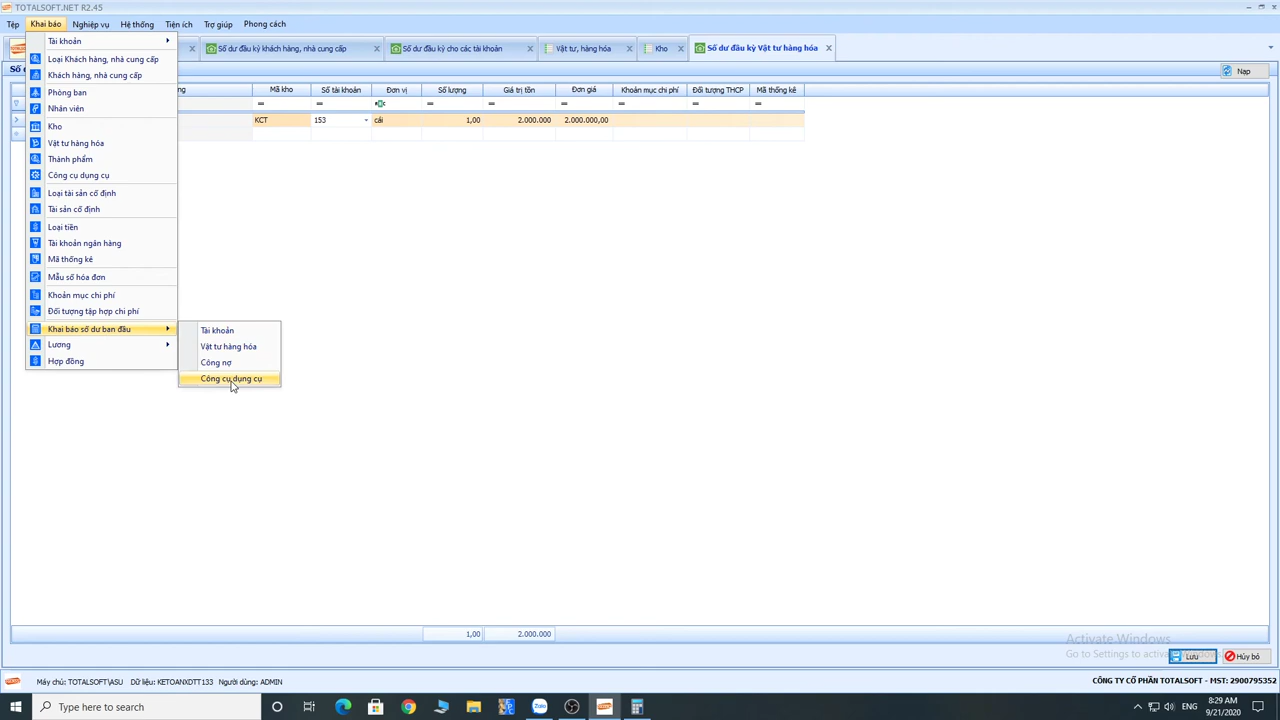 TOTALSOFT.NET R2.45
Tệp Khai báo Nghiệp vụ Hệ thống Tiện ích Trợ giúp Phong cách
Số dư đầu kỳ khách hàng, nhà cung cấp Số dư đầu kỳ cho các tài khoản Vật tư, hàng hóa Kho Số dư đầu kỳ Vật tư hàng hóa
Nạp
Mã kho Số tài khoản Đơn vị Số lượng Giá trị tồn Đơn giá Khoản mục chi phí Đối tượng THCP Mã thống kê
= = = = = = = =
KCT 153 cái 1,00 2.000.000 2.000.000,00
Tài khoản
Loại Khách hàng, nhà cung cấp
Khách hàng, nhà cung cấp
Phòng ban
Nhân viên
Kho
Vật tư hàng hóa
Thành phẩm
Công cụ dụng cụ
Loại tài sản cố định
Tài sản cố định
Loại tiền
Tài khoản ngân hàng
Mã thống kê
Mẫu số hóa đơn
Khoản mục chi phí
Đối tượng tập hợp chi phí
Khai báo số dư ban đầu
Lương
Hợp đồng
Tài khoản
Vật tư hàng hóa
Công nợ
Công cụ dụng cụ
1,00 2.000.000
Activate Windows
Go to Settings to activate Windows.
Lưu Hủy bỏ
Máy chủ: TOTALSOFT\ASU Dữ liệu: KETOANXDTT133 Người dùng: ADMIN
CÔNG TY CỔ PHẦN TOTALSOFT - MST: 2900795352
Type here to search
8:29 AM
9/21/2020